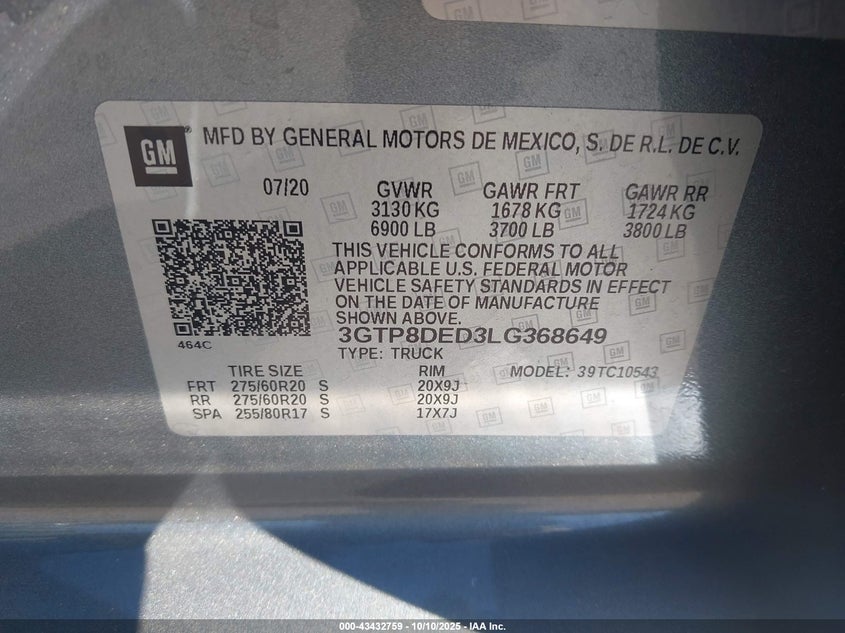 GM
MFD BY GENERAL MOTORS DE MEXICO, S. DE R.L. DE C.V.
07/20 GVWR GAWR FRT GAWR RR
3130 KG 1678 KG 1724 KG
6900 LB 3700 LB 3800 LB
THIS VEHICLE CONFORMS TO ALL
APPLICABLE U.S. FEDERAL MOTOR
VEHICLE SAFETY STANDARDS IN EFFECT
ON THE DATE OF MANUFACTURE
SHOWN ABOVE.
464C
3GTP8DED3LG368649
TYPE: TRUCK
TIRE SIZE RIM MODEL: 39TC10543
FRT 275/60R20 S 20X9J
RR 275/60R20 S 20X9J
SPA 255/80R17 S 17X7J
000-43432759 - 10/10/2025 - IAA Inc.